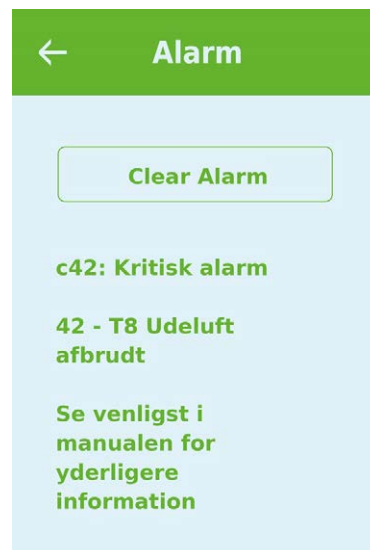 Alarm
Clear Alarm
c42: Kritisk alarm
42 - T8 Udeluft
afbrudt
Se venligst i
manualen for
yderligere
information